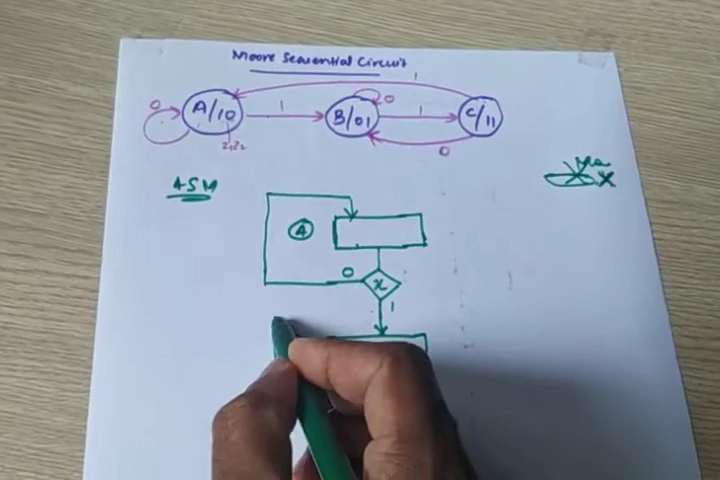 Moore Sequential Circuit
1
0 A/10 1 B/01 0 1 C/11
Z1Z2
0
ASM
A
0 x
1